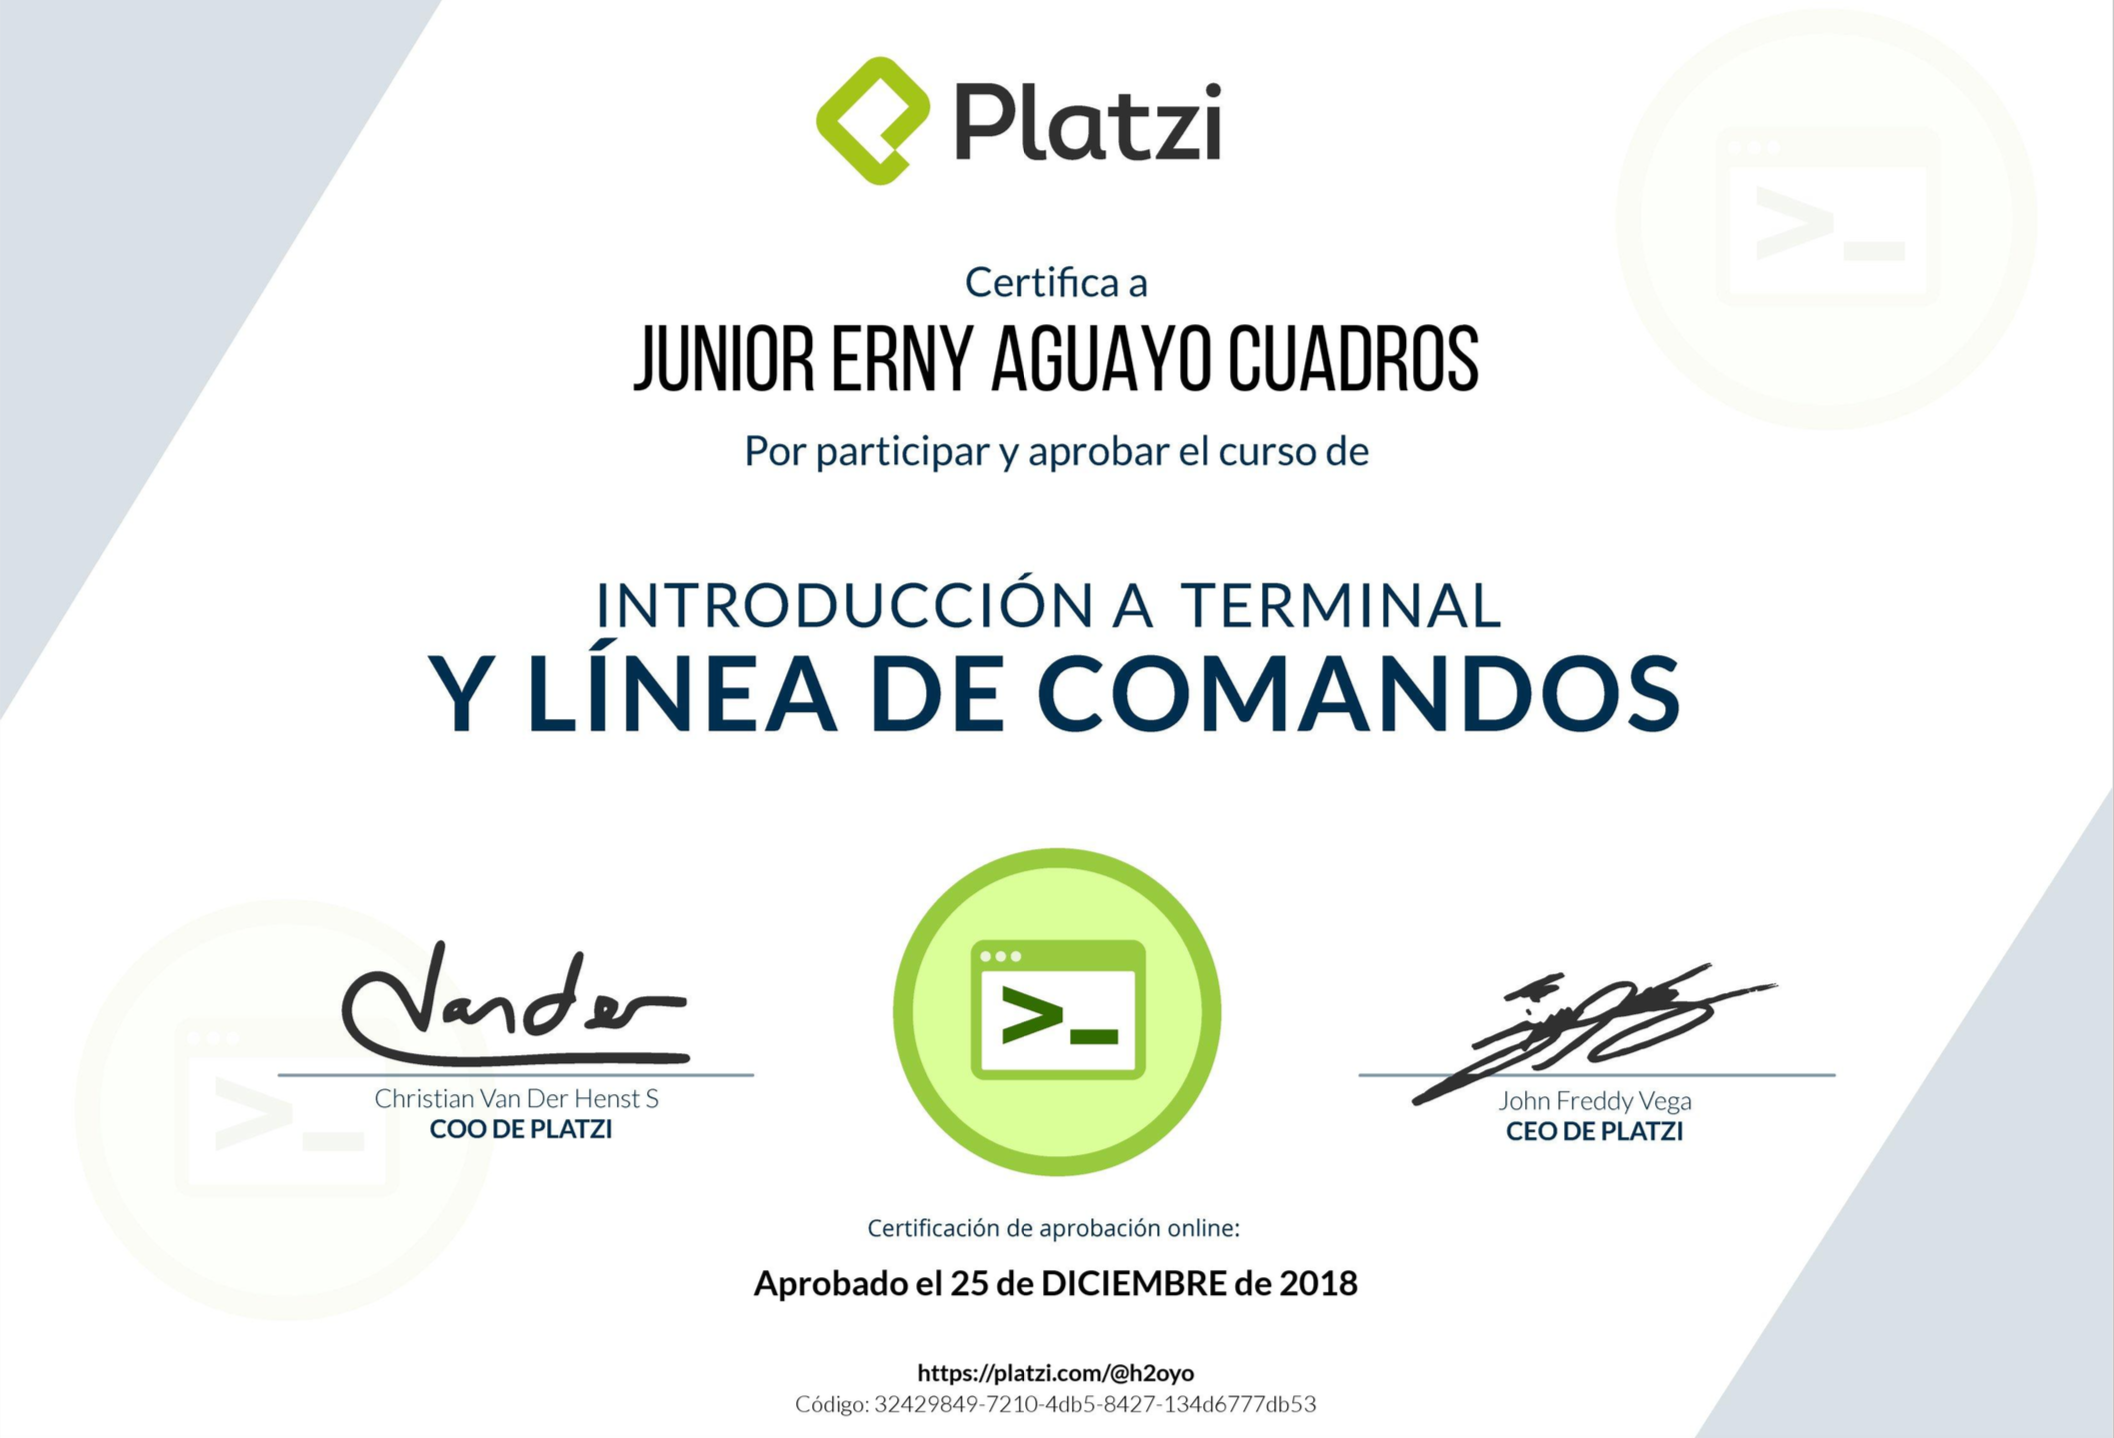 Platzi
Certifica a
JUNIOR ERNY AGUAYO CUADROS
Por participar y aprobar el curso de
INTRODUCCIÓN A TERMINAL
Y LÍNEA DE COMANDOS
>_
>_
Vander
>_
Christian Van Der Henst S
COO DE PLATZI
John Freddy Vega
CEO DE PLATZI
Certificación de aprobación online:
Aprobado el 25 de DICIEMBRE de 2018
https://platzi.com/@h2oyo
Código: 32429849-7210-4db5-8427-134d6777db53